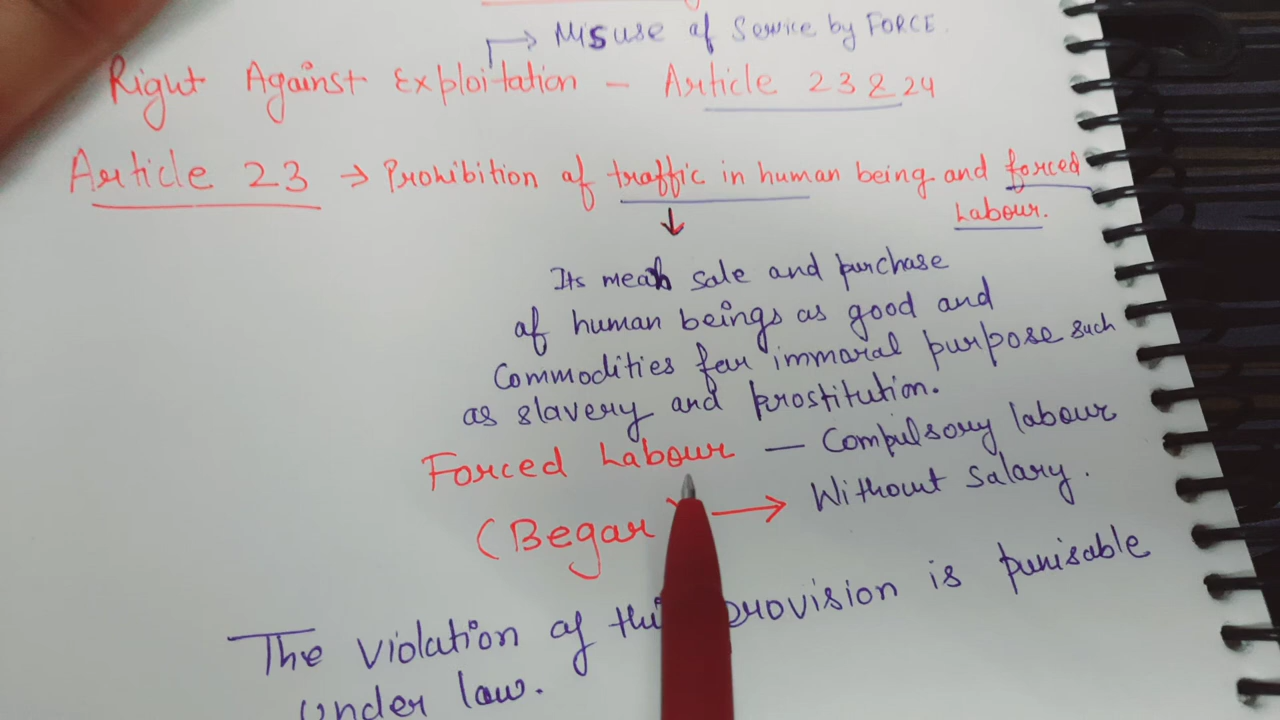 Misuse of Service by FORCE.
Right Against Exploitation - Article 23 & 24
Article 23 → Prohibition of traffic in human being and forced
Labour.
Its mean sale and purchase
of human beings as good and
Commodities for immoral purpose such
as slavery and prostitution.
Forced Labour — Compulsory labour
(Begar) → Without Salary.
The violation of this provision is punisable
under law.